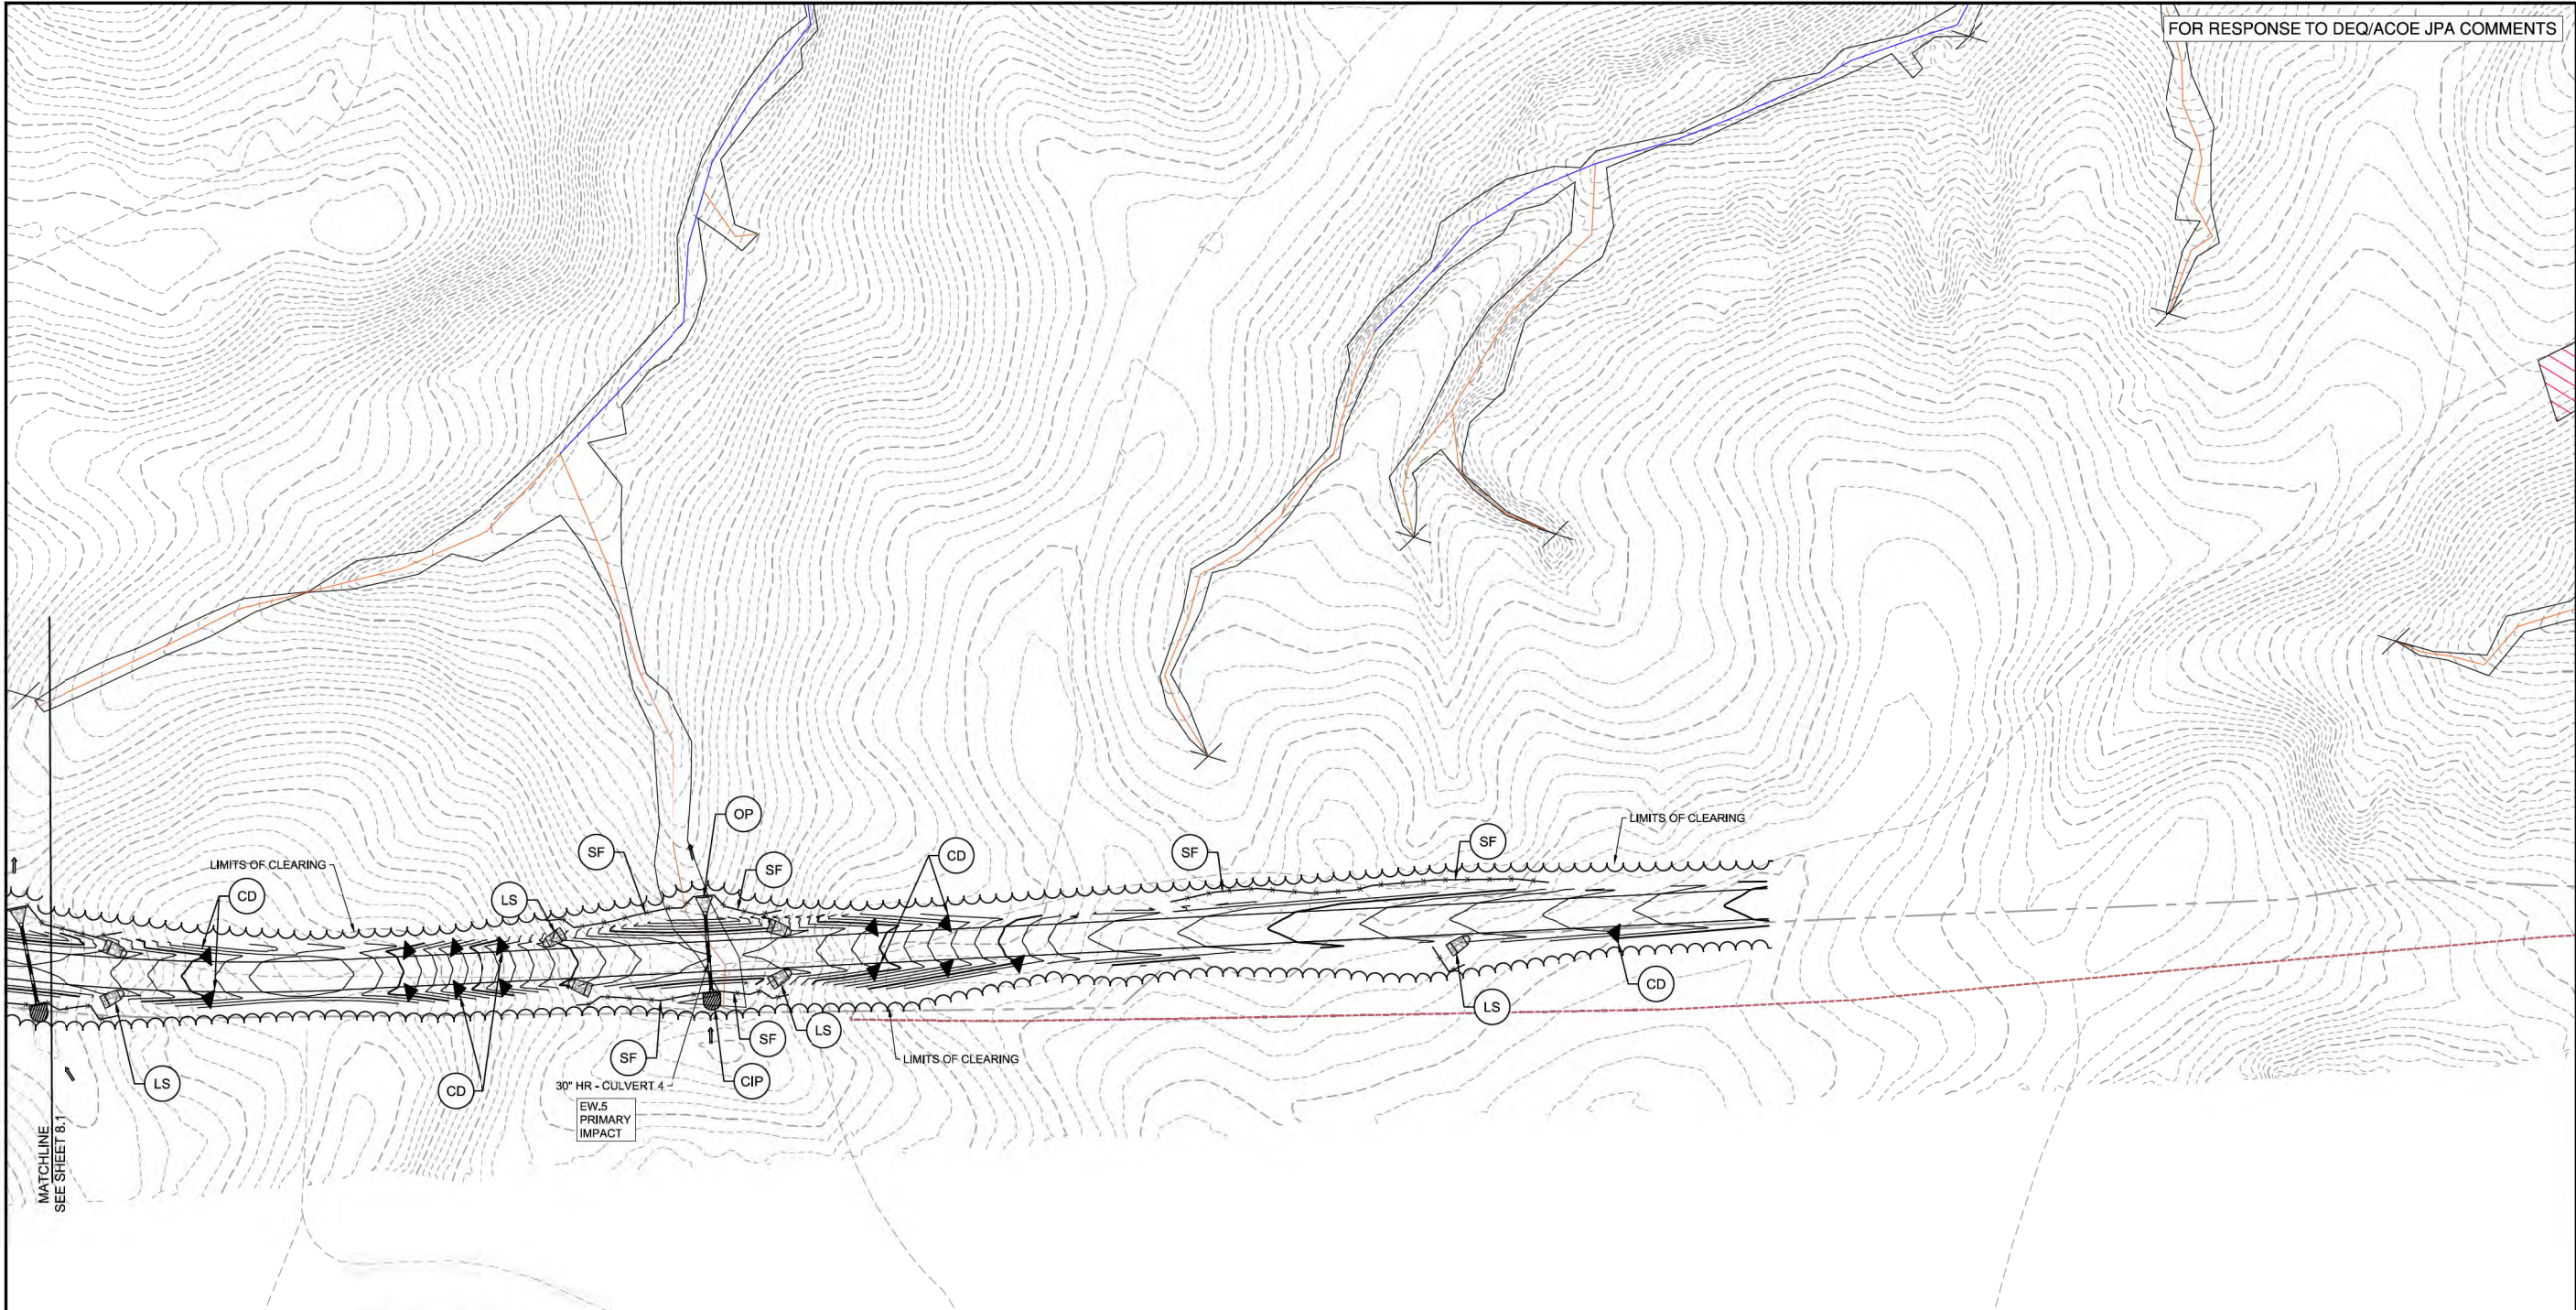 FOR RESPONSE TO DEQ/ACOE JPA COMMENTS
OP
LIMITS OF CLEARING
SF
SF
SF
CD
SF
LIMITS OF CLEARING
CD
LS
CD
LS
LS
SF
SF
LIMITS OF CLEARING
LS
CD
CIP
30" HR - CULVERT 4
EW.5
PRIMARY
IMPACT
MATCHLINE
SEE SHEET 8.1